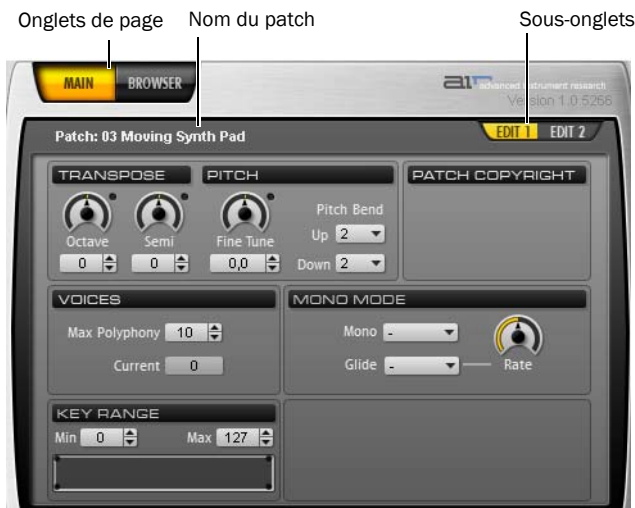 Onglets de page Nom du patch Sous-onglets
MAIN BROWSER
air advanced instrument research
Version 1.0 5266
Patch: 03 Moving Synth Pad EDIT 1 EDIT 2
TRANSPOSE PITCH PATCH COPYRIGHT
Pitch Bend
Octave Semi Fine Tune Up 2
0 0 0,0 Down 2
VOICES MONO MODE
Max Polyphony 10 Mono -
Current 0 Glide - Rate
KEY RANGE
Min 0 Max 127